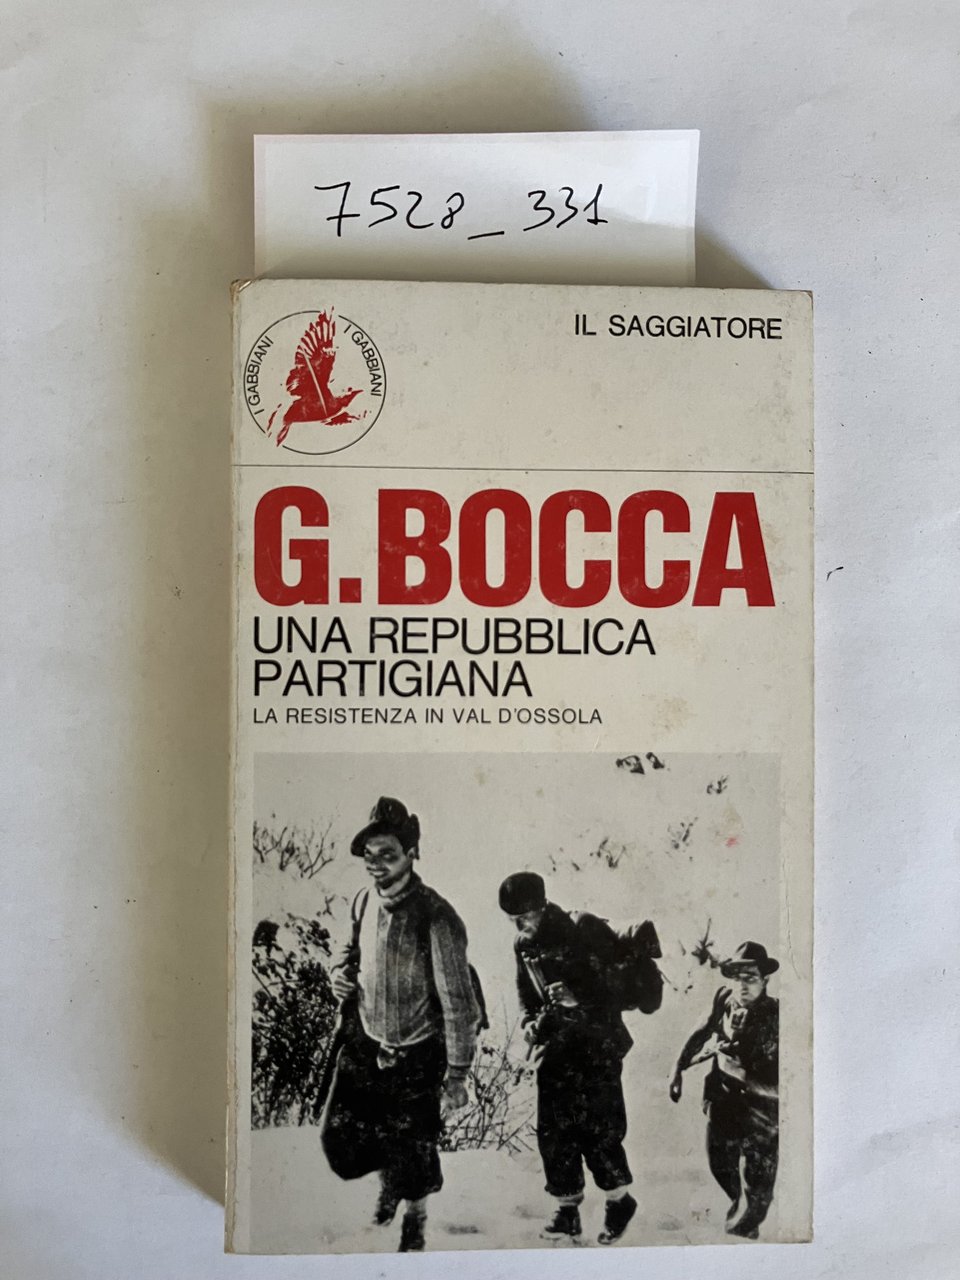 7528_331
I GABBIANI I GABBIANI
IL SAGGIATORE
G. BOCCA
UNA REPUBBLICA
PARTIGIANA
LA RESISTENZA IN VAL D'OSSOLA